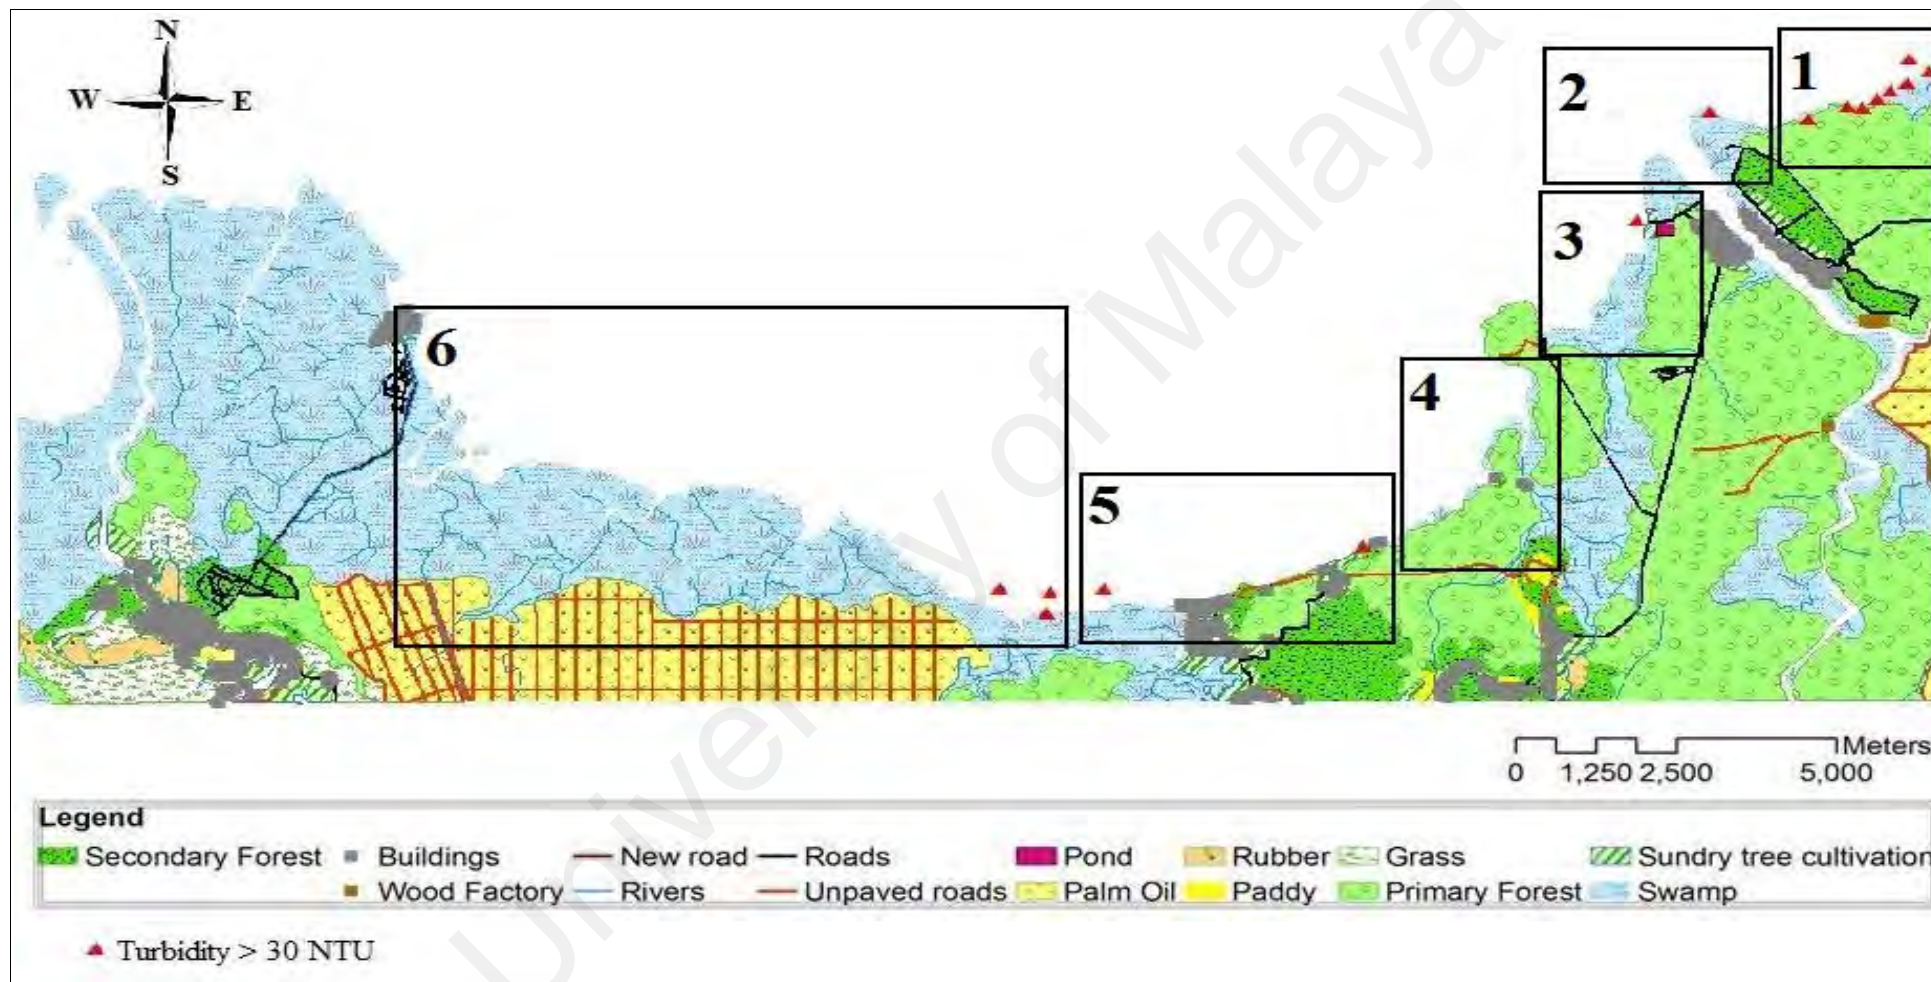 N
W E
S
1
2
3
4
5
6
Meters
0 1,250 2,500 5,000
Legend
Secondary Forest Buildings New road Roads Pond Rubber Grass Sundry tree cultivation
Wood Factory Rivers Unpaved roads Palm Oil Paddy Primary Forest Swamp
Turbidity > 30 NTU
University of Malaya